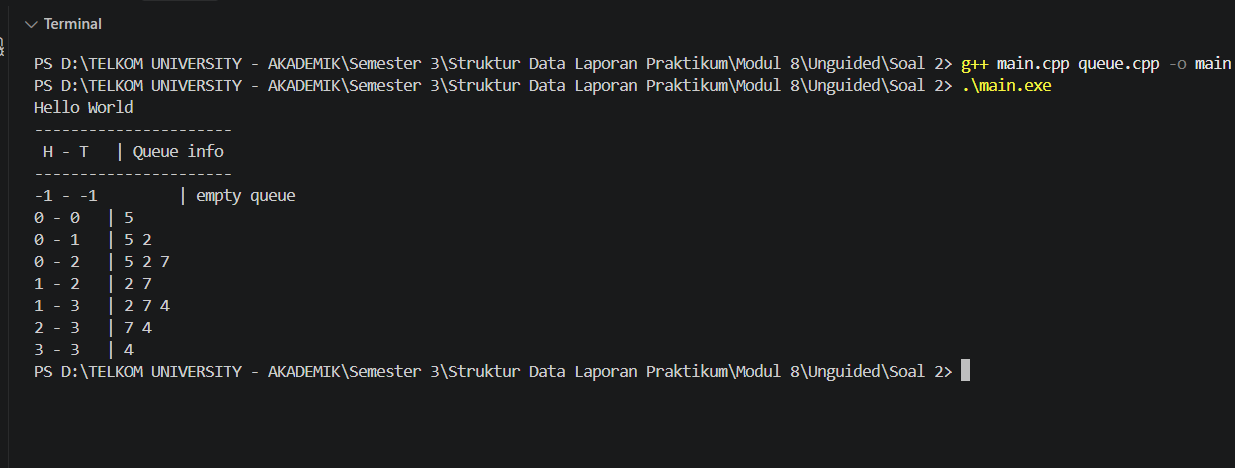 Terminal
PS D:\TELKOM UNIVERSITY - AKADEMIK\Semester 3\Struktur Data Laporan Praktikum\Modul 8\Unguided\Soal 2> g++ main.cpp queue.cpp -o main
PS D:\TELKOM UNIVERSITY - AKADEMIK\Semester 3\Struktur Data Laporan Praktikum\Modul 8\Unguided\Soal 2> .\main.exe
Hello World
----------------------
 H - T   | Queue info
----------------------
-1 - -1         | empty queue
0 - 0   | 5
0 - 1   | 5 2
0 - 2   | 5 2 7
1 - 2   | 2 7
1 - 3   | 2 7 4
2 - 3   | 7 4
3 - 3   | 4
PS D:\TELKOM UNIVERSITY - AKADEMIK\Semester 3\Struktur Data Laporan Praktikum\Modul 8\Unguided\Soal 2>